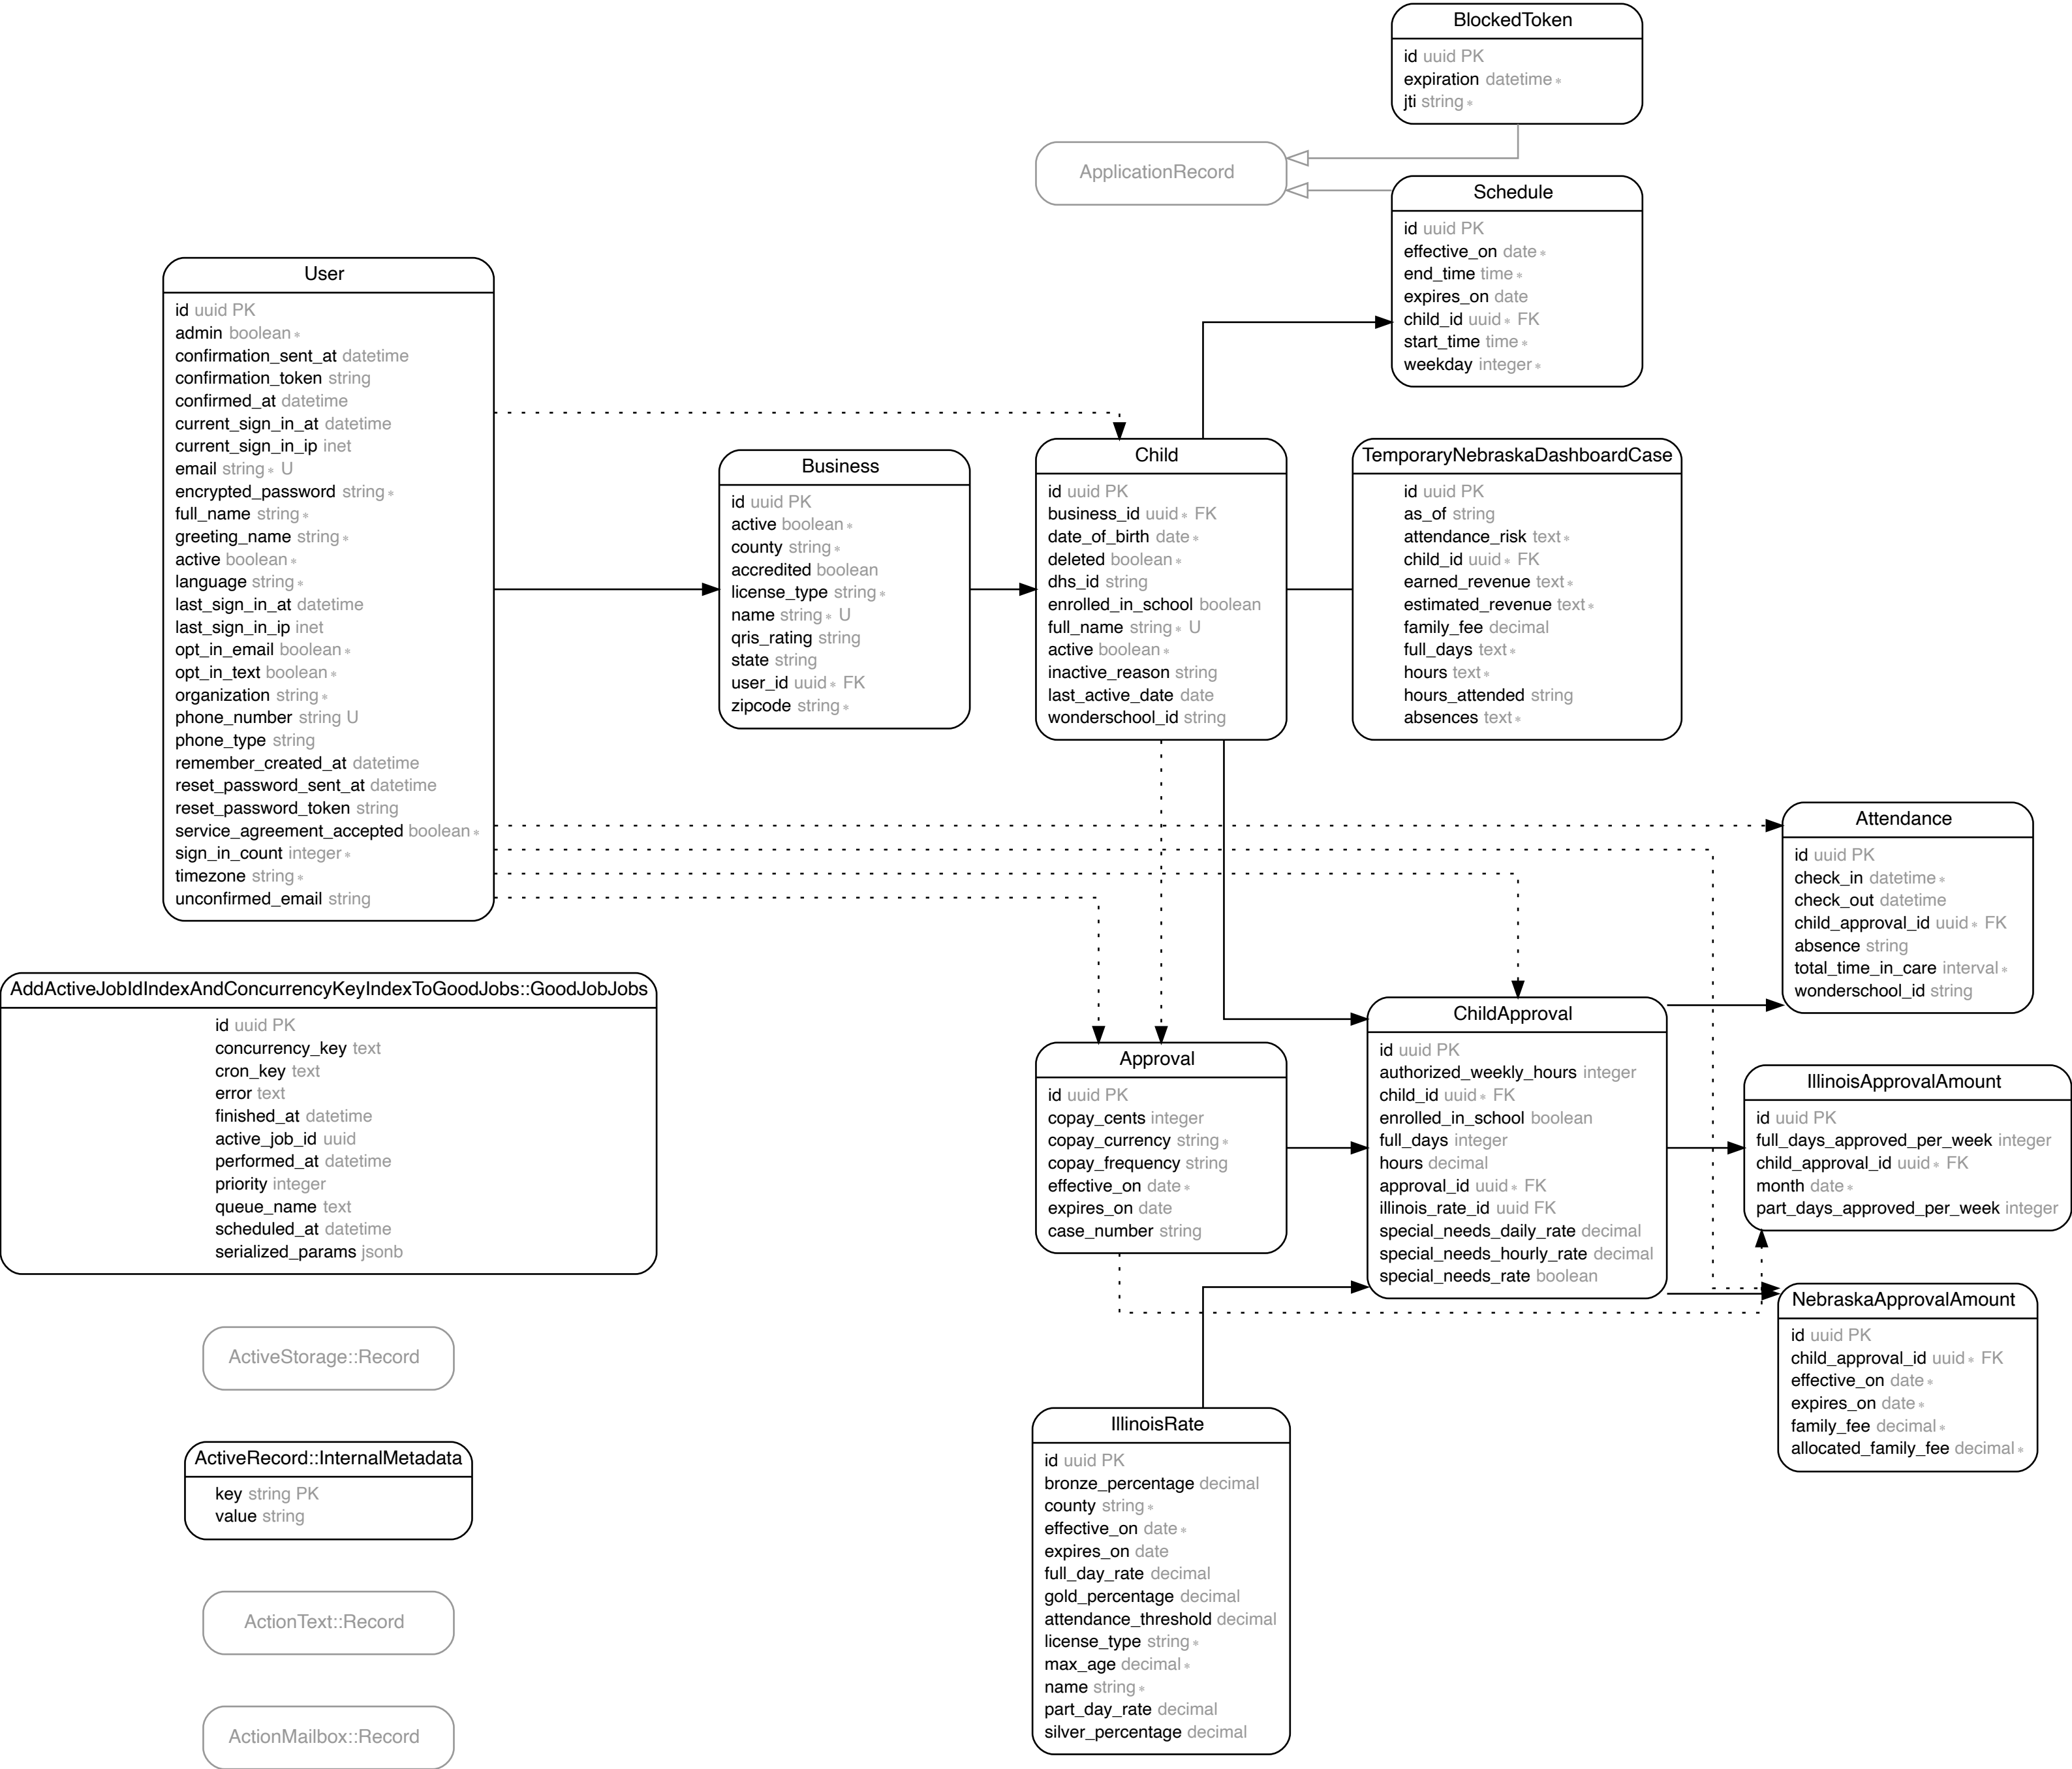 BlockedToken
id uuid PK
expiration datetime ∗
jti string ∗
ApplicationRecord
Schedule
id uuid PK
effective_on date ∗
end_time time ∗
expires_on date
child_id uuid ∗ FK
start_time time ∗
weekday integer ∗
User
id uuid PK
admin boolean ∗
confirmation_sent_at datetime
confirmation_token string
confirmed_at datetime
current_sign_in_at datetime
current_sign_in_ip inet
email string ∗ U
encrypted_password string ∗
full_name string ∗
greeting_name string ∗
active boolean ∗
language string ∗
last_sign_in_at datetime
last_sign_in_ip inet
opt_in_email boolean ∗
opt_in_text boolean ∗
organization string ∗
phone_number string U
phone_type string
remember_created_at datetime
reset_password_sent_at datetime
reset_password_token string
service_agreement_accepted boolean ∗
sign_in_count integer ∗
timezone string ∗
unconfirmed_email string
Business
id uuid PK
active boolean ∗
county string ∗
accredited boolean
license_type string ∗
name string ∗ U
qris_rating string
state string
user_id uuid ∗ FK
zipcode string ∗
Child
id uuid PK
business_id uuid ∗ FK
date_of_birth date ∗
deleted boolean ∗
dhs_id string
enrolled_in_school boolean
full_name string ∗ U
active boolean ∗
inactive_reason string
last_active_date date
wonderschool_id string
TemporaryNebraskaDashboardCase
id uuid PK
as_of string
attendance_risk text ∗
child_id uuid ∗ FK
earned_revenue text ∗
estimated_revenue text ∗
family_fee decimal
full_days text ∗
hours text ∗
hours_attended string
absences text ∗
Attendance
id uuid PK
check_in datetime ∗
check_out datetime
child_approval_id uuid ∗ FK
absence string
total_time_in_care interval ∗
wonderschool_id string
AddActiveJobIdIndexAndConcurrencyKeyIndexToGoodJobs::GoodJobJobs
id uuid PK
concurrency_key text
cron_key text
error text
finished_at datetime
active_job_id uuid
performed_at datetime
priority integer
queue_name text
scheduled_at datetime
serialized_params jsonb
Approval
id uuid PK
copay_cents integer
copay_currency string ∗
copay_frequency string
effective_on date ∗
expires_on date
case_number string
ChildApproval
id uuid PK
authorized_weekly_hours integer
child_id uuid ∗ FK
enrolled_in_school boolean
full_days integer
hours decimal
approval_id uuid ∗ FK
illinois_rate_id uuid FK
special_needs_daily_rate decimal
special_needs_hourly_rate decimal
special_needs_rate boolean
IllinoisApprovalAmount
id uuid PK
full_days_approved_per_week integer
child_approval_id uuid ∗ FK
month date ∗
part_days_approved_per_week integer
NebraskaApprovalAmount
id uuid PK
child_approval_id uuid ∗ FK
effective_on date ∗
expires_on date ∗
family_fee decimal ∗
allocated_family_fee decimal ∗
ActiveStorage::Record
ActiveRecord::InternalMetadata
key string PK
value string
ActionText::Record
ActionMailbox::Record
IllinoisRate
id uuid PK
bronze_percentage decimal
county string ∗
effective_on date ∗
expires_on date
full_day_rate decimal
gold_percentage decimal
attendance_threshold decimal
license_type string ∗
max_age decimal ∗
name string ∗
part_day_rate decimal
silver_percentage decimal